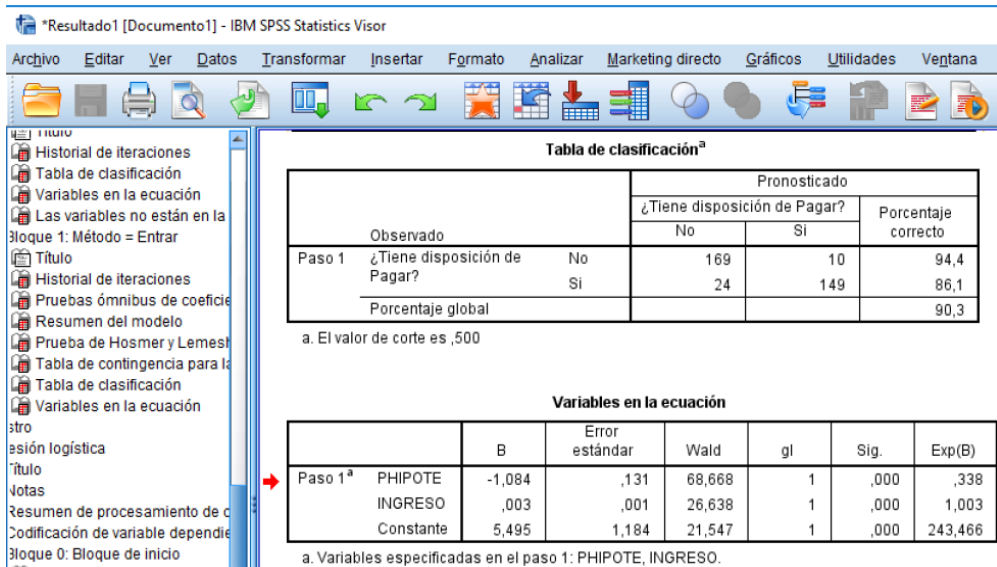 *Resultado1 [Documento1] - IBM SPSS Statistics Visor
Archivo Editar Ver Datos Transformar Insertar Formato Analizar Marketing directo Gráficos Utilidades Ventana
Título
Historial de iteraciones
Tabla de clasificación
Variables en la ecuación
Las variables no están en la
Bloque 1: Método = Entrar
Título
Historial de iteraciones
Pruebas ómnibus de coeficie
Resumen del modelo
Prueba de Hosmer y Lemesh
Tabla de contingencia para la
Tabla de clasificación
Variables en la ecuación
stro
esión logística
Título
Notas
Resumen de procesamiento de d
Codificación de variable dependie
Bloque 0: Bloque de inicio
Tabla de clasificación a
Pronosticado
¿Tiene disposición de Pagar? Porcentaje
Observado No Si correcto
Paso 1 ¿Tiene disposición de No 169 10 94,4
Pagar? Si 24 149 86,1
Porcentaje global 90,3
a. El valor de corte es ,500
Variables en la ecuación
B Error estándar Wald gl Sig. Exp(B)
Paso 1 a PHIPOTE -1,084 ,131 68,668 1 ,000 ,338
INGRESO ,003 ,001 26,638 1 ,000 1,003
Constante 5,495 1,184 21,547 1 ,000 243,466
a. Variables especificadas en el paso 1: PHIPOTE, INGRESO.